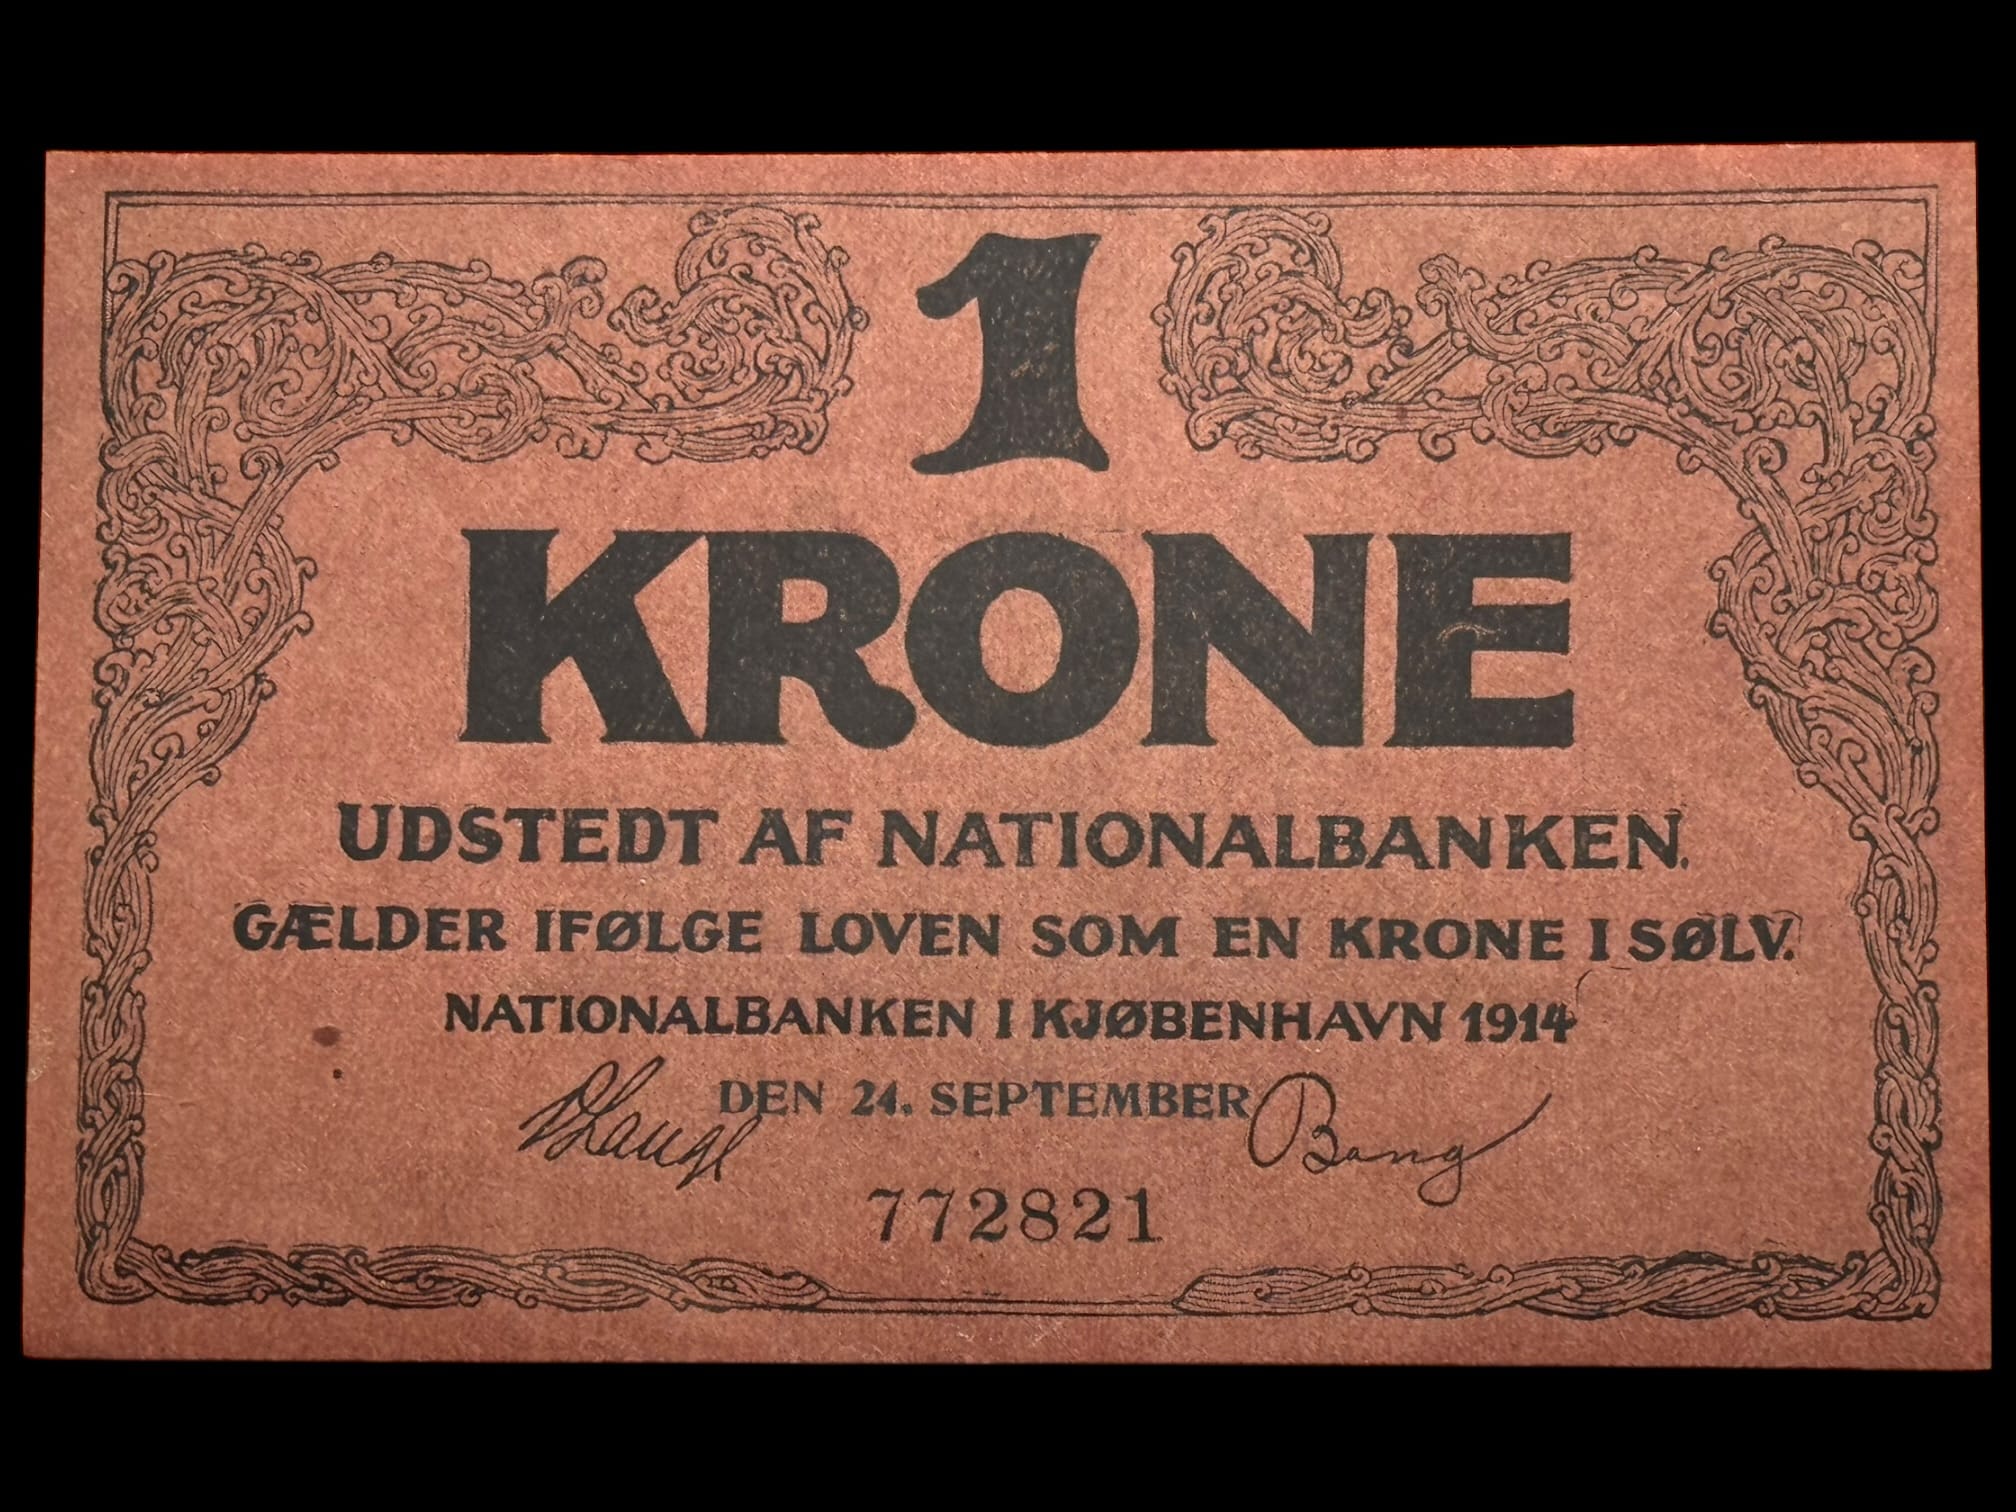 1
KRONE
UDSTEDT AF NATIONALBANKEN.
GÆLDER IFØLGE LOVEN SOM EN KRONE I SØLV.
NATIONALBANKEN I KJØBENHAVN 1914
DEN 24. SEPTEMBER
Lange Bang
772821